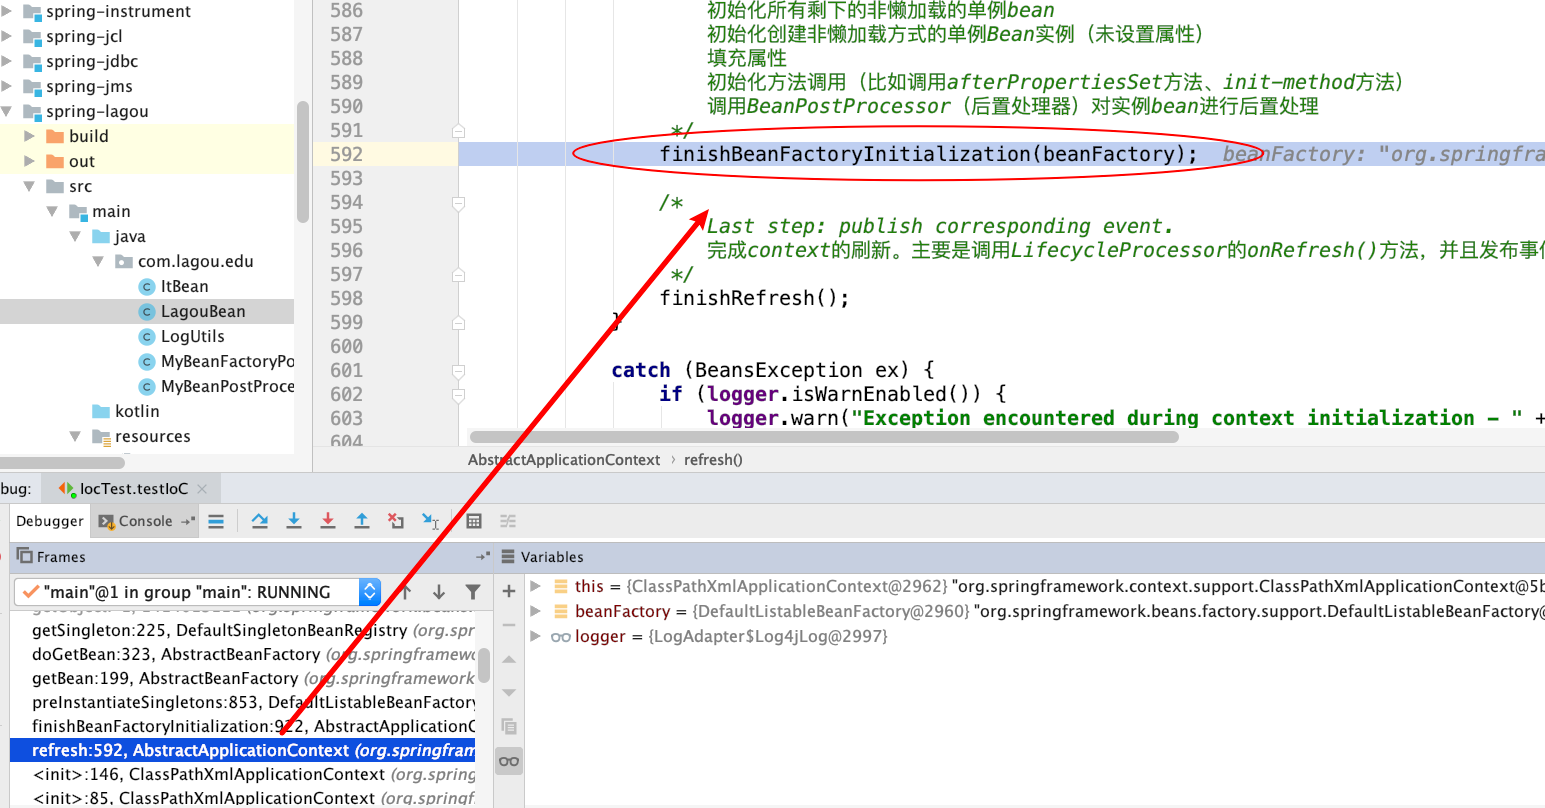 spring-instrument
spring-jcl
spring-jdbc
spring-jms
spring-lagou
build
out
src
main
java
com.lagou.edu
ItBean
LagouBean
LogUtils
MyBeanFactoryPo
MyBeanPostProce
kotlin
resources
586 初始化所有剩下的非懒加载的单例bean
587 初始化创建非懒加载方式的单例Bean实例（未设置属性）
588 填充属性
589 初始化方法调用（比如调用afterPropertiesSet方法、init-method方法）
590 调用BeanPostProcessor（后置处理器）对实例bean进行后置处理
591 */
592 finishBeanFactoryInitialization(beanFactory); beanFactory: "org.springfra
593
594 /*
595 Last step: publish corresponding event.
596 完成context的刷新。主要是调用LifecycleProcessor的onRefresh()方法，并且发布事件
597 */
598 finishRefresh();
599 }
600
601 catch (BeansException ex) {
602 if (logger.isWarnEnabled()) {
603 logger.warn("Exception encountered during context initialization - " +
604
AbstractApplicationContext › refresh()
bug: IocTest.testIoC
Debugger Console
Frames
"main"@1 in group "main": RUNNING
getSingleton:225, DefaultSingletonBeanRegistry (org.spr
doGetBean:323, AbstractBeanFactory (org.springframewo
getBean:199, AbstractBeanFactory (org.springframework
preInstantiateSingletons:853, DefaultListableBeanFactory
finishBeanFactoryInitialization:922, AbstractApplicationC
refresh:592, AbstractApplicationContext (org.springfram
<init>:146, ClassPathXmlApplicationContext (org.spring
<init>:85, ClassPathXmlApplicationContext (org.springf
Variables
this = {ClassPathXmlApplicationContext@2962} "org.springframework.context.support.ClassPathXmlApplicationContext@5b
beanFactory = {DefaultListableBeanFactory@2960} "org.springframework.beans.factory.support.DefaultListableBeanFactory@
logger = {LogAdapter$Log4jLog@2997}